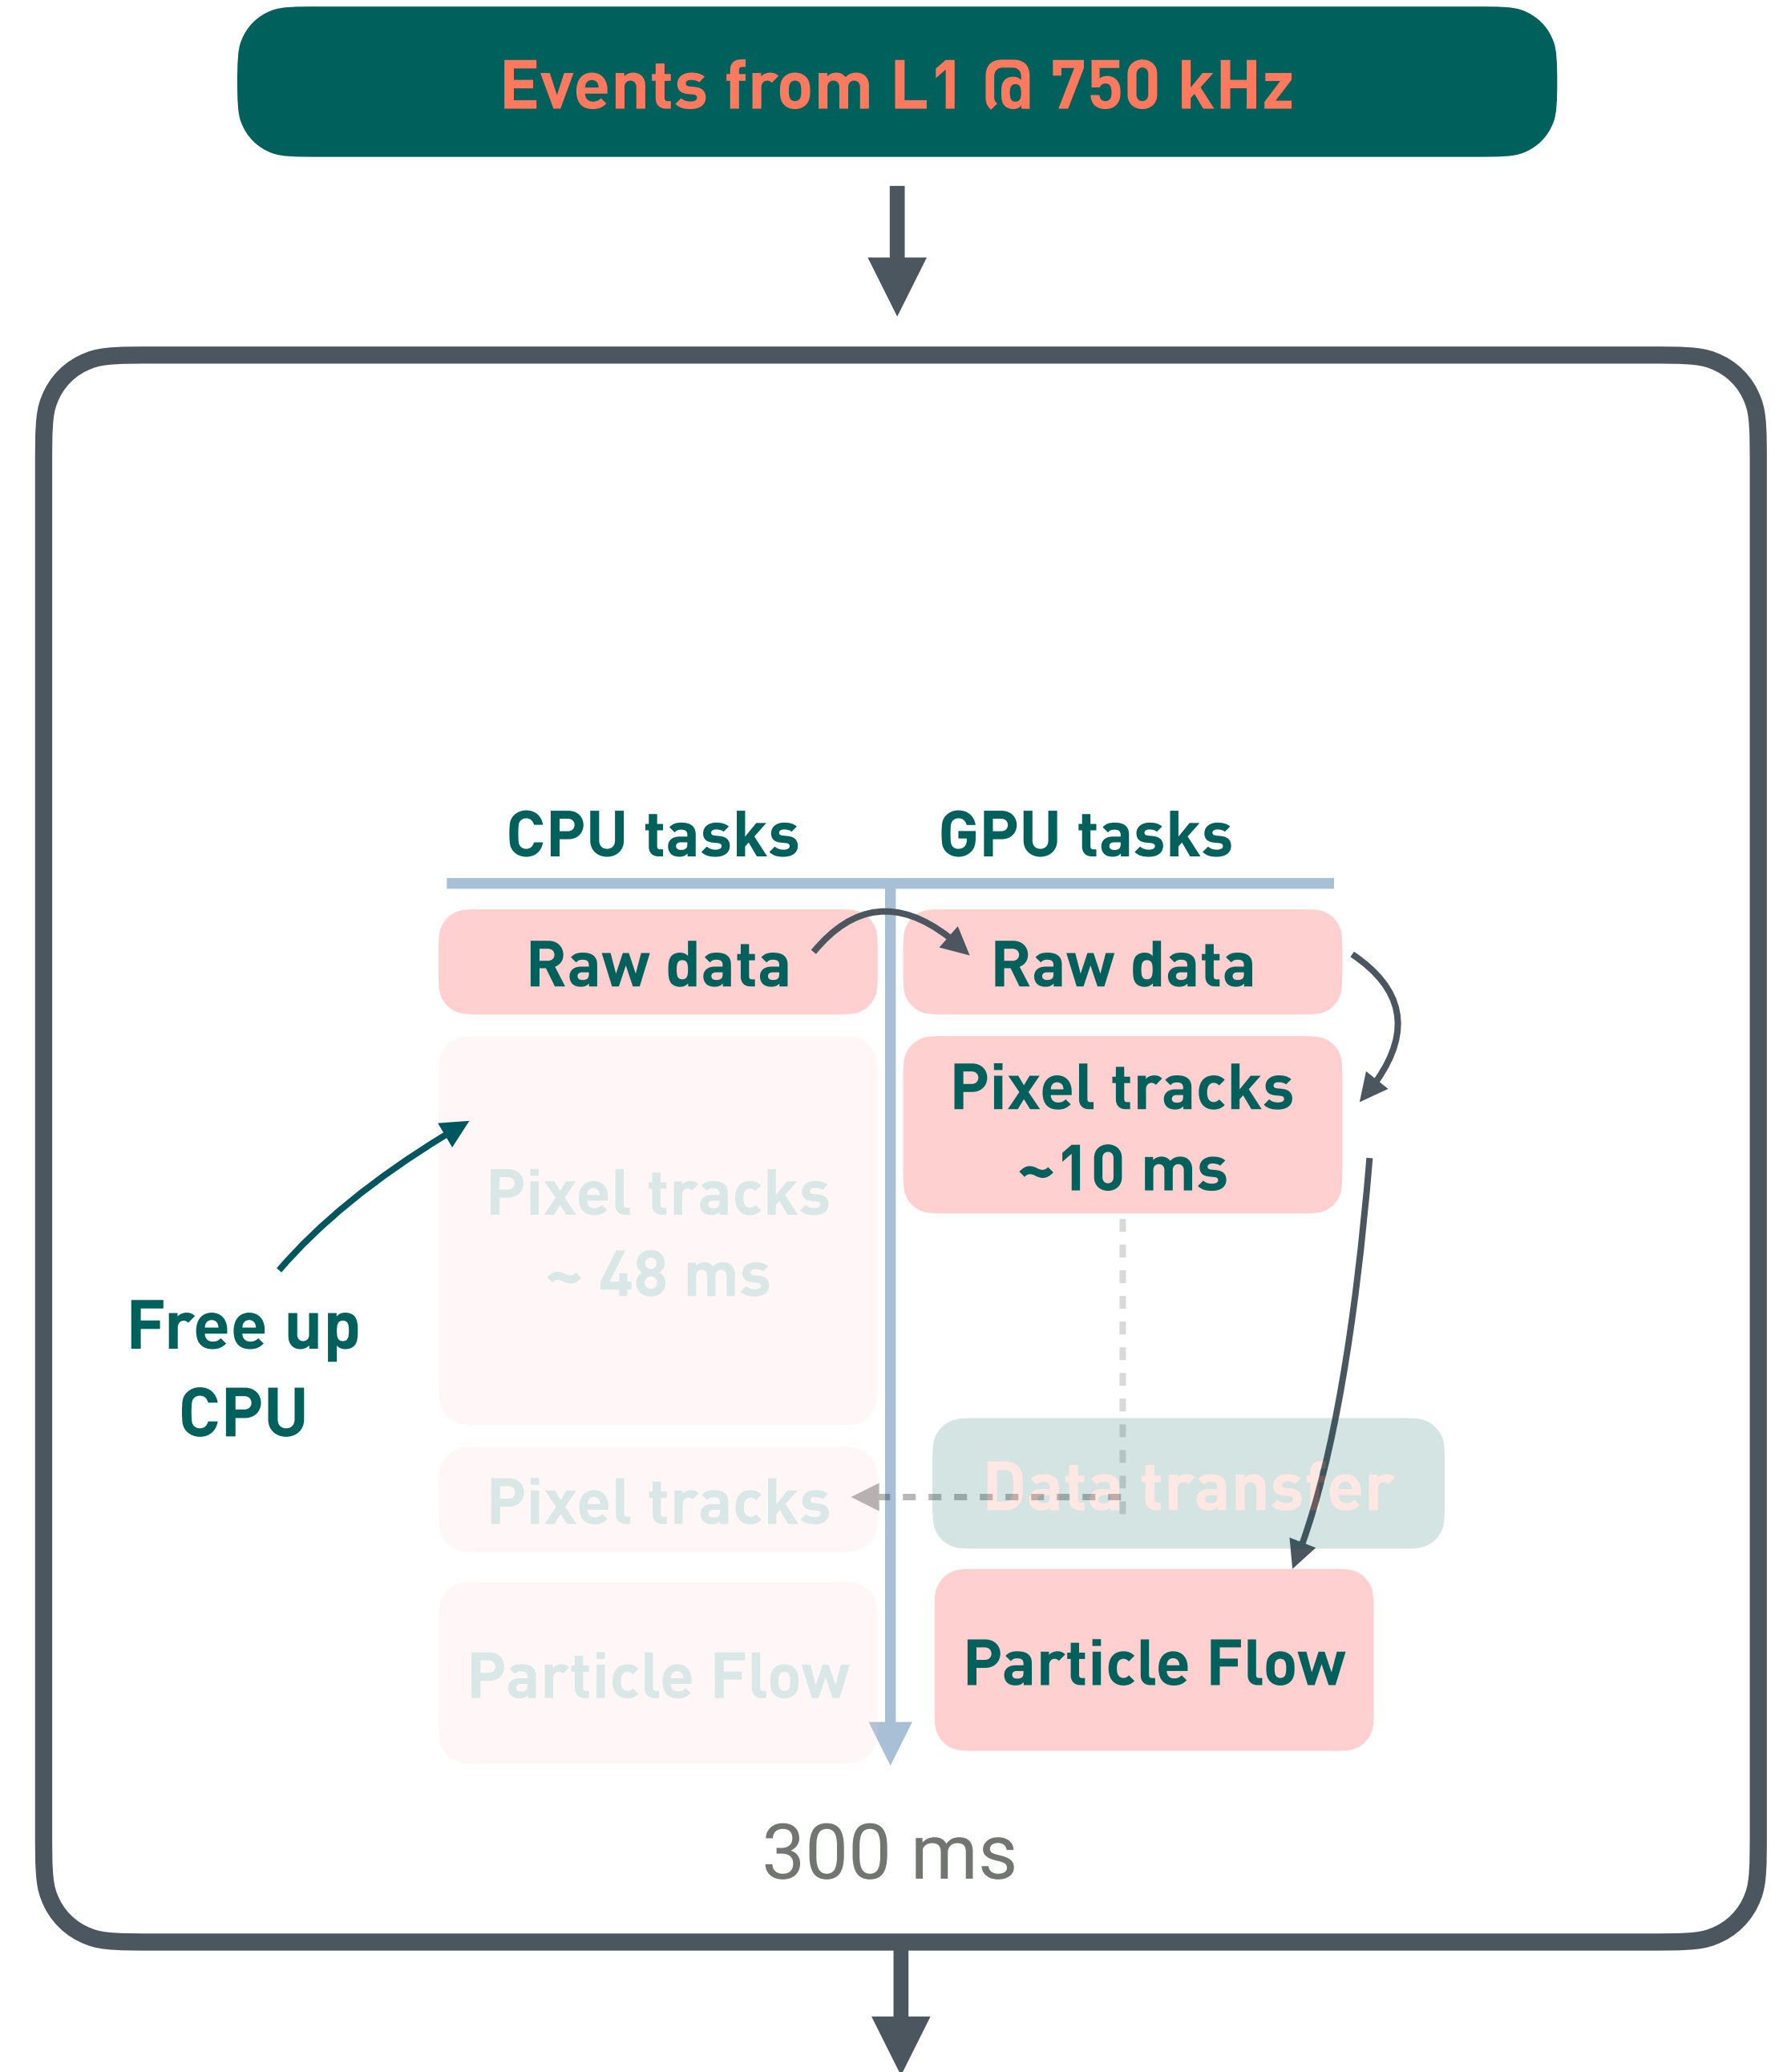 Events from L1 @ 750 kHz
CPU tasks
GPU tasks
Raw data
Raw data
Pixel tracks
~10 ms
Pixel tracks
~ 48 ms
Free up
CPU
Data transfer
Pixel tracks
Particle Flow
Particle Flow
300 ms